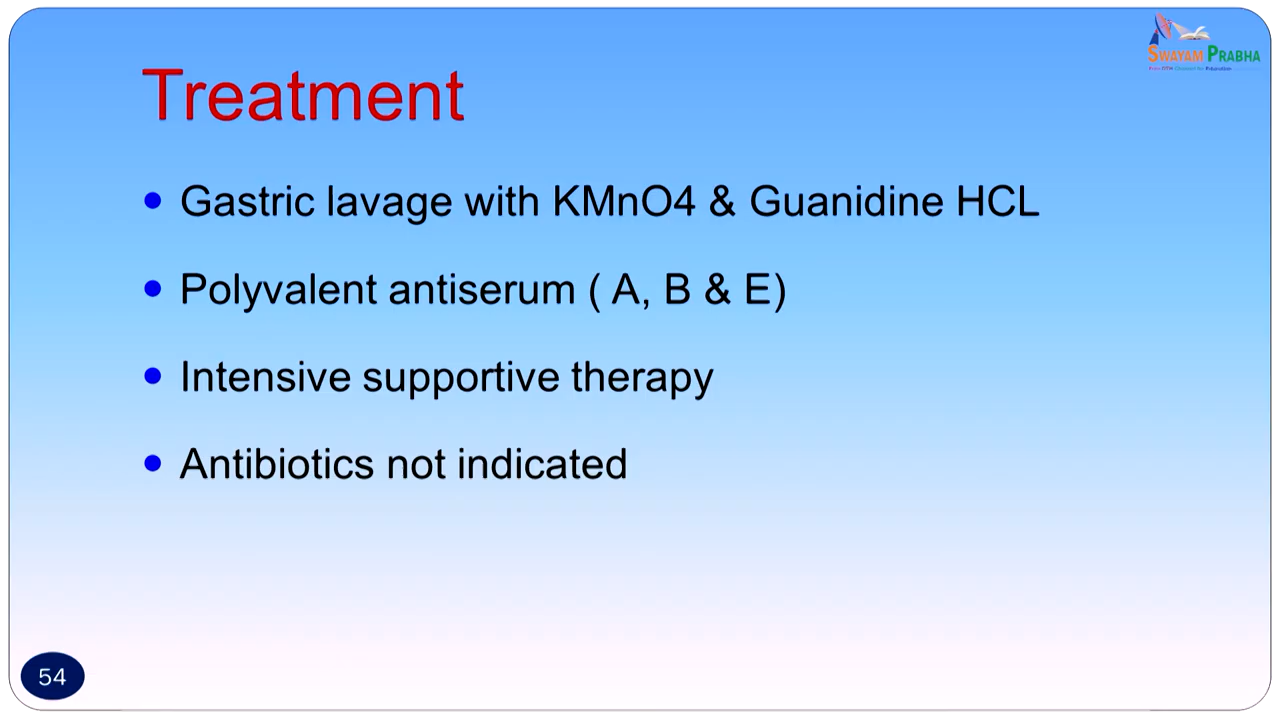 SWAYAM PRABHA
Treatment
• Gastric lavage with KMnO4 & Guanidine HCL
• Polyvalent antiserum ( A, B & E)
• Intensive supportive therapy
• Antibiotics not indicated
54